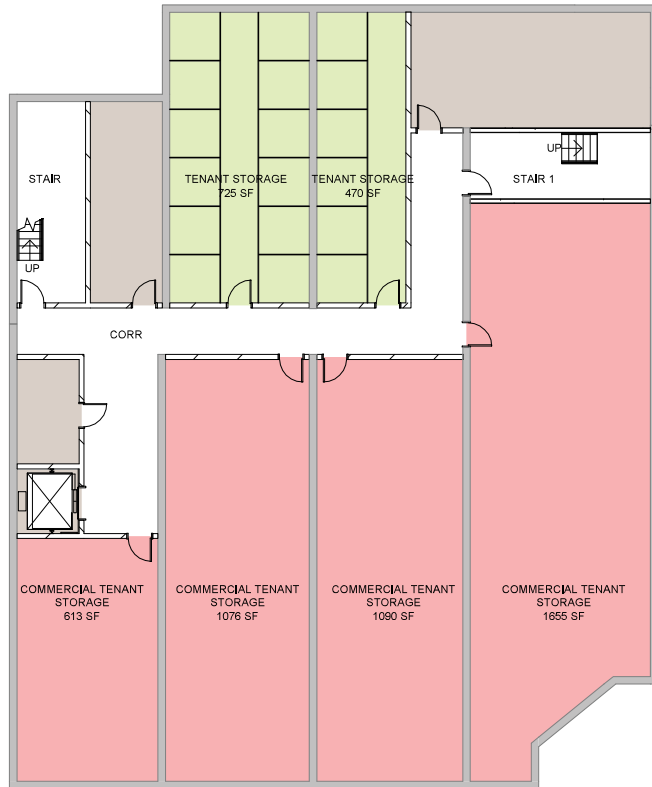 UP
STAIR
TENANT STORAGE
725 SF
TENANT STORAGE
470 SF
STAIR 1
UP
CORR
COMMERCIAL TENANT
STORAGE
613 SF
COMMERCIAL TENANT
STORAGE
1076 SF
COMMERCIAL TENANT
STORAGE
1090 SF
COMMERCIAL TENANT
STORAGE
1655 SF